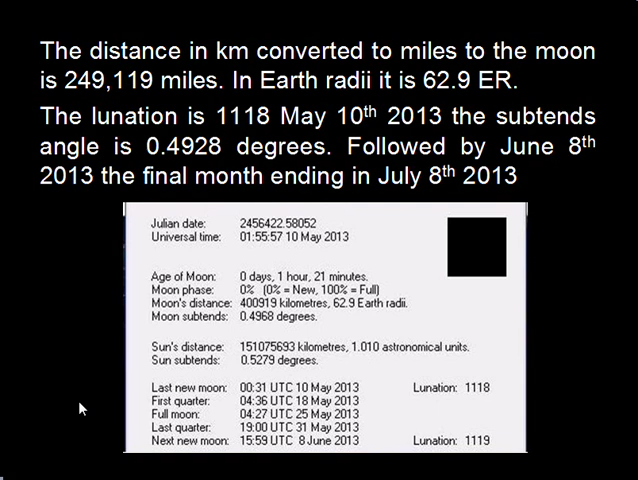 The distance in km converted to miles to the moon
is 249,119 miles. In Earth radii it is 62.9 ER.
The lunation is 1118 May 10th 2013 the subtends
angle is 0.4928 degrees. Followed by June 8th
2013 the final month ending in July 8th 2013
Julian date: 2456422.58052
Universal time: 01:55:57 10 May 2013
Age of Moon: 0 days, 1 hour, 21 minutes.
Moon phase: 0% (0% = New, 100% = Full)
Moon's distance: 400919 kilometres, 62.9 Earth radii.
Moon subtends: 0.4968 degrees.
Sun's distance: 151075693 kilometres, 1.010 astronomical units.
Sun subtends: 0.5279 degrees.
Last new moon: 00:31 UTC 10 May 2013 Lunation: 1118
First quarter: 04:36 UTC 18 May 2013
Full moon: 04:27 UTC 25 May 2013
Last quarter: 19:00 UTC 31 May 2013
Next new moon: 15:59 UTC 8 June 2013 Lunation: 1119